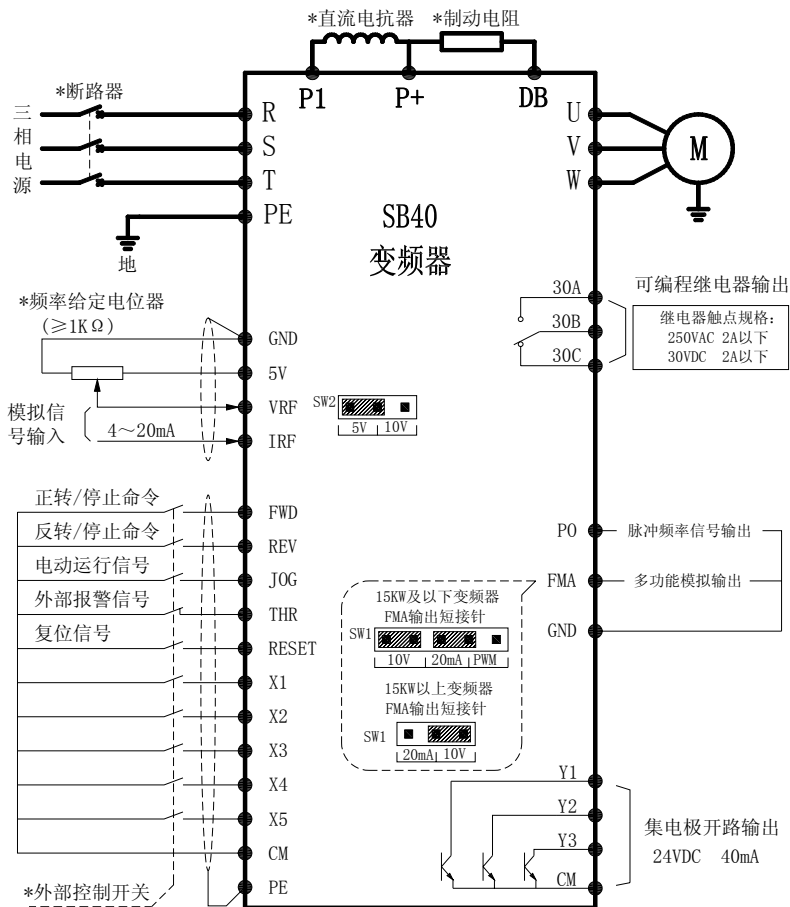 *直流电抗器
*制动电阻
P1
P+
DB
*断路器
三相电源
R
S
T
PE
地
U
V
W
M
SB40
变频器
*频率给定电位器
(≥1KΩ)
GND
5V
VRF
IRF
模拟信
号输入
4～20mA
SW2
5V
10V
30A
30B
30C
可编程继电器输出
继电器触点规格:
250VAC 2A以下
30VDC 2A以下
正转/停止命令
反转/停止命令
电动运行信号
外部报警信号
复位信号
FWD
REV
JOG
THR
RESET
X1
X2
X3
X4
X5
CM
PE
*外部控制开关
PO
脉冲频率信号输出
FMA
多功能模拟输出
GND
15KW及以下变频器
FMA输出短接针
SW1
10V
20mA
PWM
15KW以上变频器
FMA输出短接针
SW1
20mA
10V
Y1
Y2
Y3
CM
集电极开路输出
24VDC 40mA